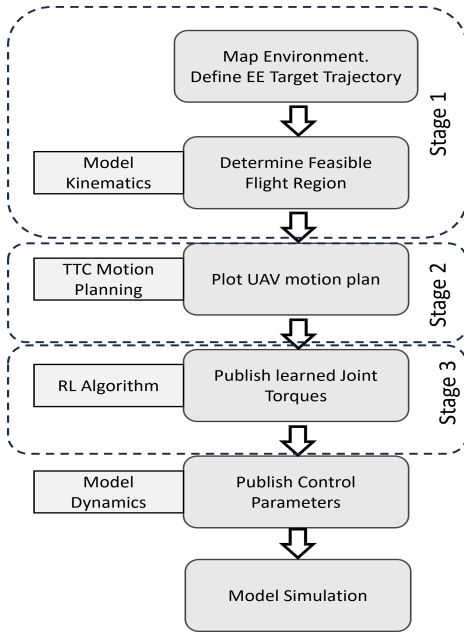 Map Environment.
Define EE Target Trajectory
Stage 1
Model
Kinematics
Determine Feasible
Flight Region
TTC Motion
Planning
Plot UAV motion plan
Stage 2
RL Algorithm
Publish learned Joint
Torques
Stage 3
Model
Dynamics
Publish Control
Parameters
Model Simulation